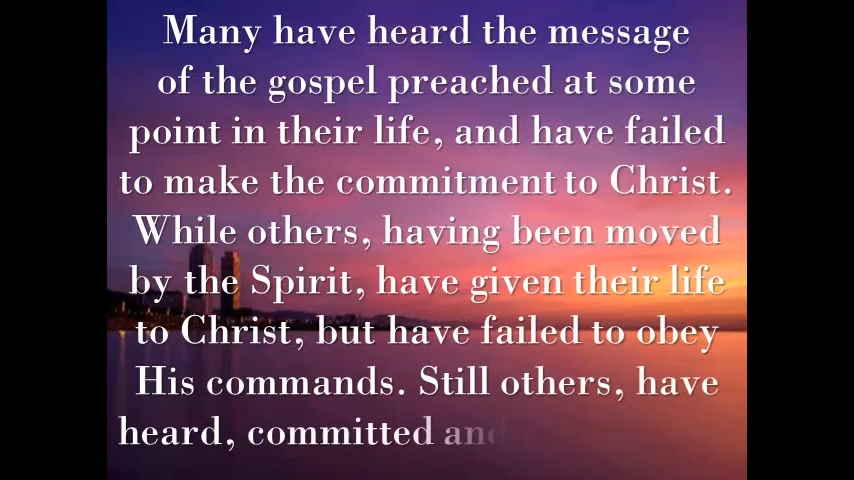 Many have heard the message
of the gospel preached at some
point in their life, and have failed
to make the commitment to Christ.
While others, having been moved
by the Spirit, have given their life
to Christ, but have failed to obey
His commands. Still others, have
heard, committed and